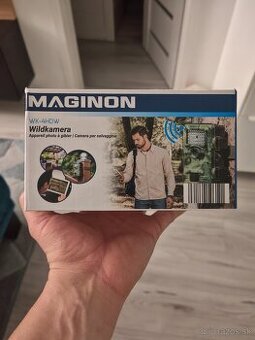 MAGINON
WK-4HDW
Wildkamera
Appareil photo à gibier | Camera per selvaggina